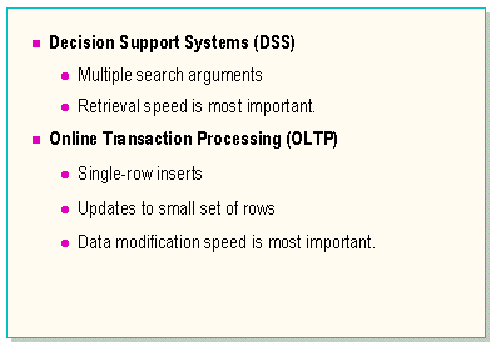 Decision Support Systems (DSS)
Multiple search arguments
Retrieval speed is most important.
Online Transaction Processing (OLTP)
Single-row inserts
Updates to small set of rows
Data modification speed is most important.